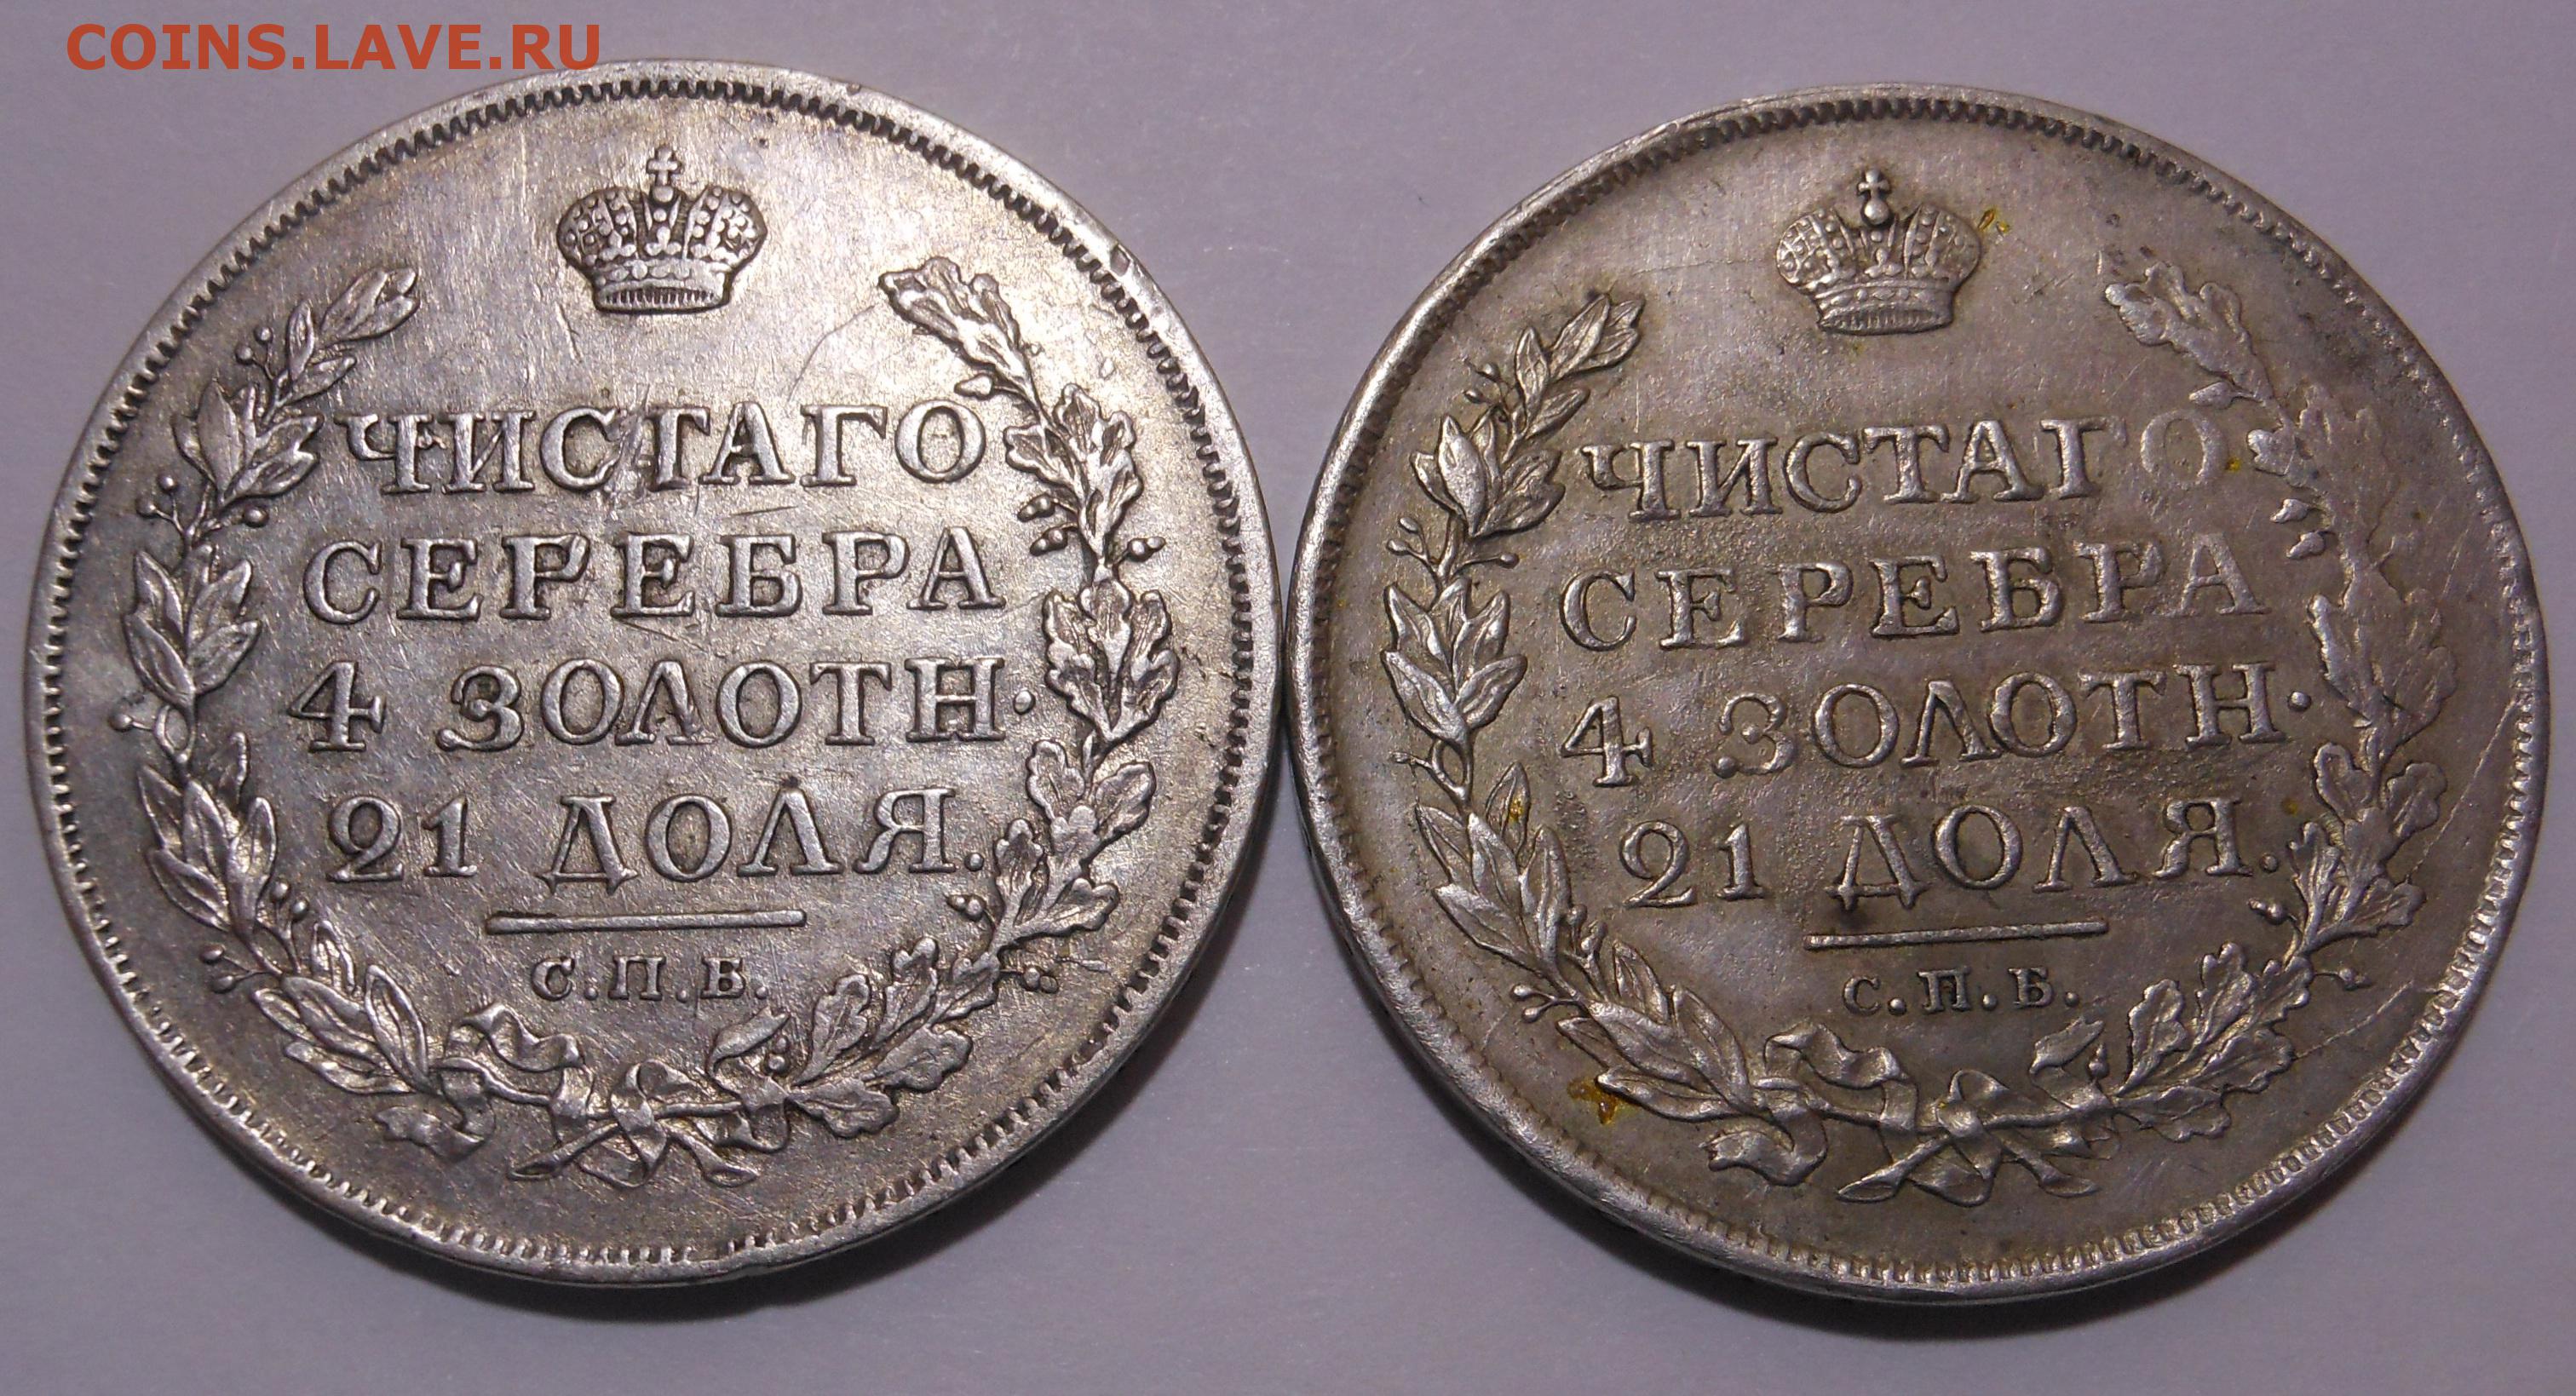 COINS.LAVE.RU
ЧИСТАГО
СЕРЕБРА
4 ЗОЛОТН.
21 ДОЛЯ.
С.П.Б.
ЧИСТАГО
СЕРЕБРА
4 ЗОЛОТН.
21 ДОЛЯ.
С.П.Б.